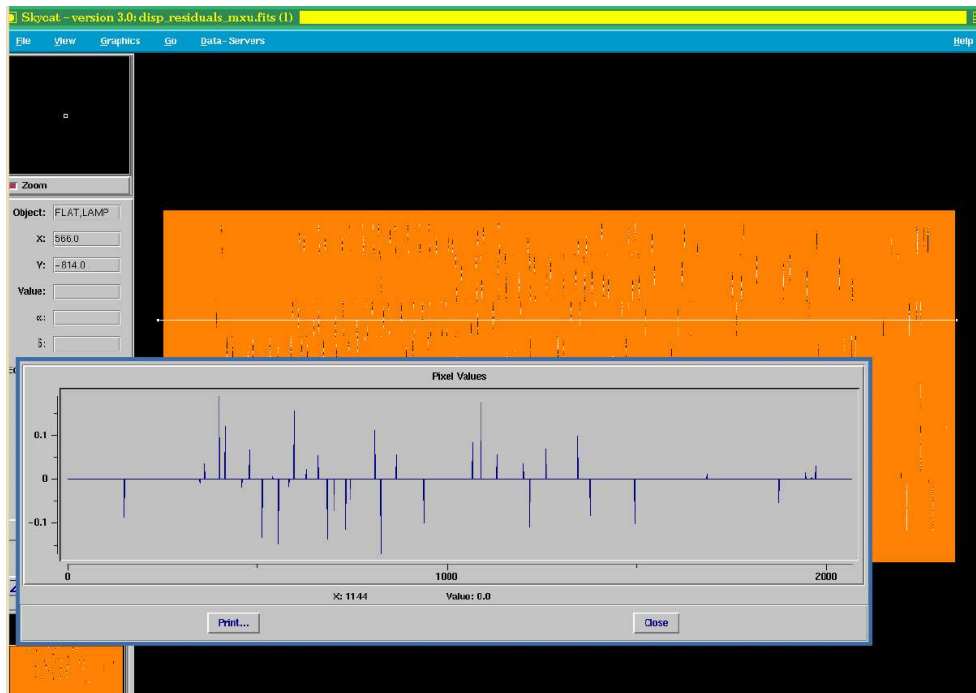 Skycat - version 3.0: disp_residuals_mxu.fits (1)
File View Graphics Go Data-Servers Help
Zoom
Object: FLAT,LAMP
X: 566.0
Y: -814.0
Value:
α:
δ:
Pixel Values
0.1
0
-0.1
0 1000 2000
X: 1144 Value: 0.0
Print... Close